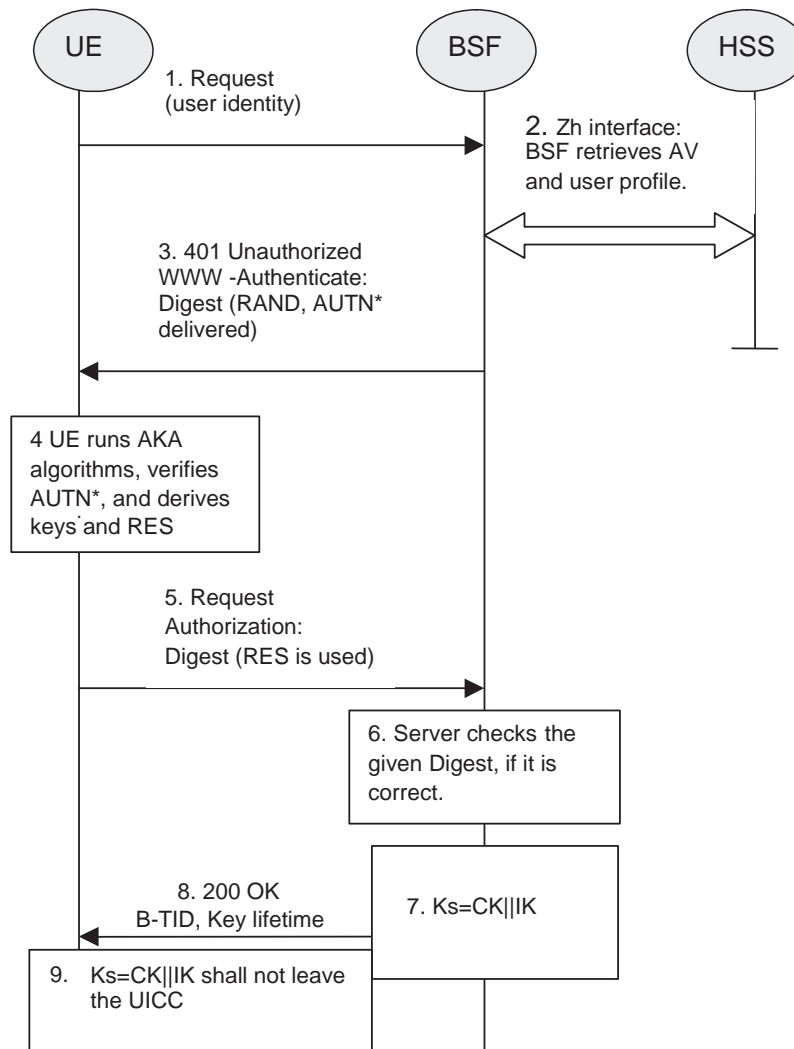 UE
BSF
HSS
1. Request
(user identity)
2. Zh interface:
BSF retrieves AV
and user profile.
3. 401 Unauthorized
WWW -Authenticate:
Digest (RAND, AUTN*
delivered)
4 UE runs AKA
algorithms, verifies
AUTN*, and derives
keys and RES
5. Request
Authorization:
Digest (RES is used)
6. Server checks the
given Digest, if it is
correct.
7. Ks=CK||IK
8. 200 OK
B-TID, Key lifetime
9. Ks=CK||IK shall not leave
the UICC